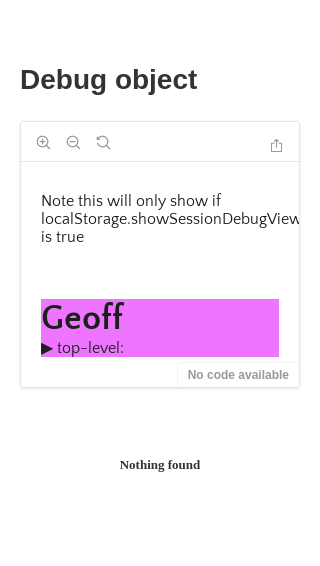 Debug object
Note this will only show if
localStorage.showSessionDebugView
is true
Geoff
▶ top-level:
No code available
Nothing found